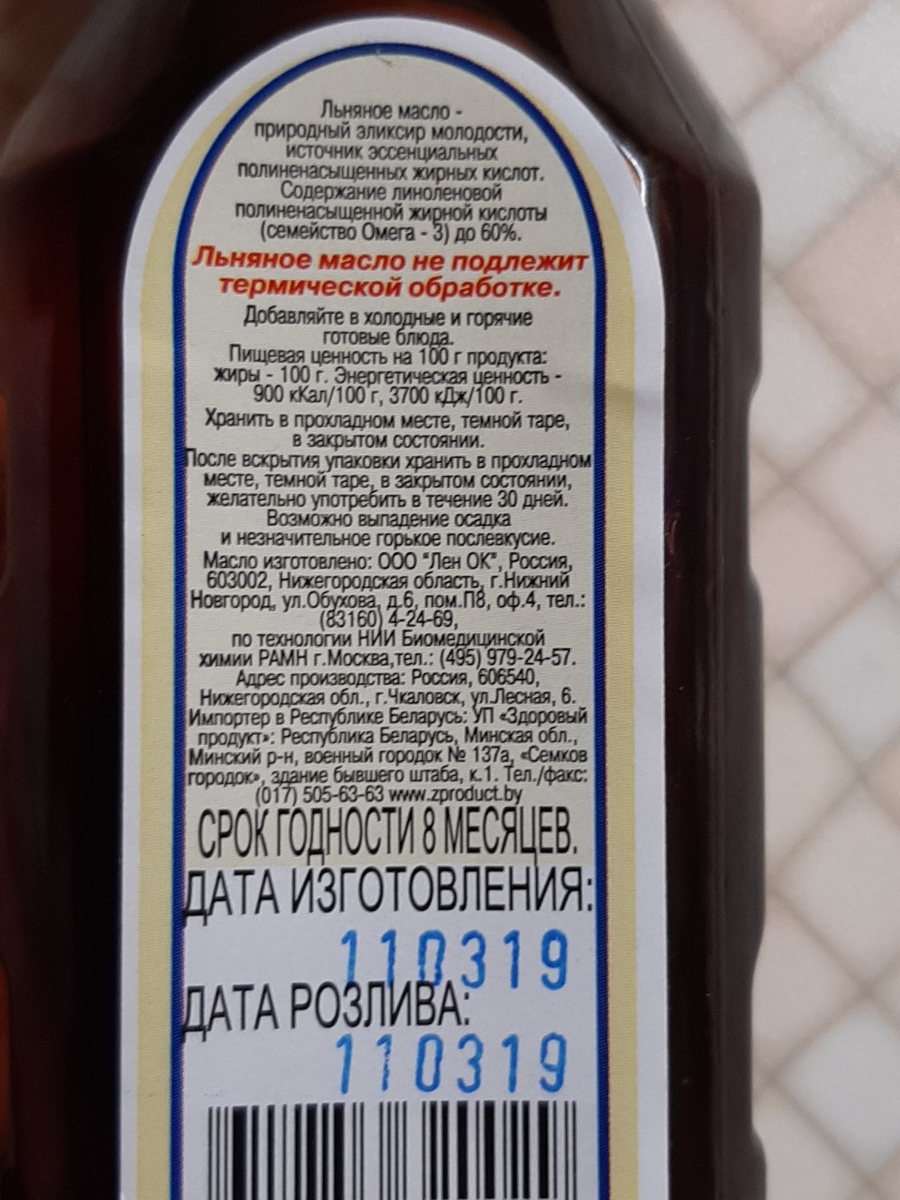 Льняное масло -
природный эликсир молодости,
источник эссенциальных
полиненасыщенных жирных кислот.
Содержание линоленовой
полиненасыщенной жирной кислоты
(семейство Омега - 3) до 60%.
Льняное масло не подлежит
термической обработке.
Добавляйте в холодные и горячие
готовые блюда.
Пищевая ценность на 100 г продукта:
жиры - 100 г. Энергетическая ценность -
900 кКал/100 г, 3700 кДж/100 г.
Хранить в прохладном месте, темной таре,
в закрытом состоянии.
После вскрытия упаковки хранить в прохладном
месте, темной таре, в закрытом состоянии,
желательно употребить в течение 30 дней.
Возможно выпадение осадка
и незначительное горькое послевкусие.
Масло изготовлено: ООО "Лен ОК", Россия,
603002, Нижегородская область, г.Нижний
Новгород, ул.Обухова, д.6, пом.П8, оф.4, тел.:
(83160) 4-24-69,
по технологии НИИ Биомедицинской
химии РАМН г.Москва,тел.: (495) 979-24-57.
Адрес производства: Россия, 606540,
Нижегородская обл., г.Чкаловск, ул.Лесная, 6.
Импортер в Республике Беларусь: УП «Здоровый
продукт»: Республика Беларусь, Минская обл.,
Минский р-н, военный городок № 137а, «Семков
городок», здание бывшего штаба, к.1. Тел./факс:
(017) 505-63-63 www.zproduct.by
СРОК ГОДНОСТИ 8 МЕСЯЦЕВ.
ДАТА ИЗГОТОВЛЕНИЯ:
110319
ДАТА РОЗЛИВА:
110319